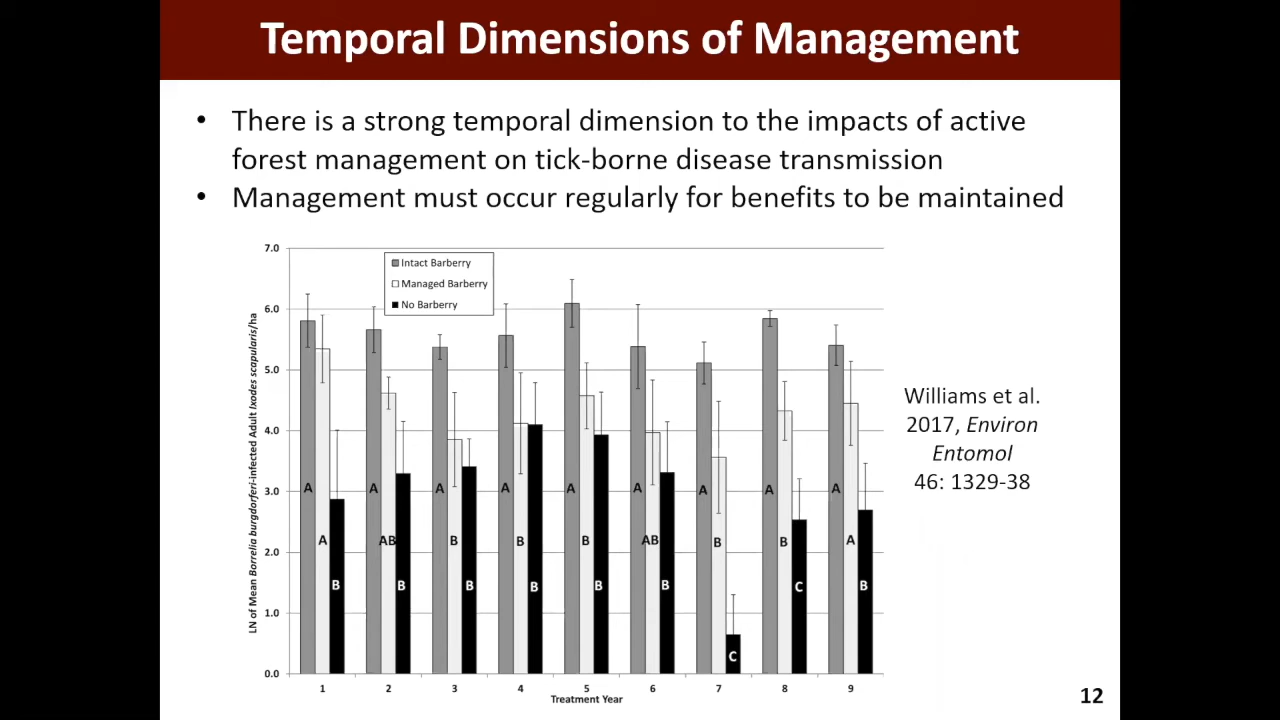 Temporal Dimensions of Management
• There is a strong temporal dimension to the impacts of active
forest management on tick-borne disease transmission
• Management must occur regularly for benefits to be maintained
LN of Mean Borrelia burgdorferi-infected Adult Ixodes scapularis/ha
7.0
6.0
5.0
4.0
3.0
2.0
1.0
0.0
Intact Barberry
Managed Barberry
No Barberry
A A A A A A A A A
A AB B B B AB B B A
B B B B B B C C B
1 2 3 4 5 6 7 8 9
Treatment Year
Williams et al.
2017, Environ
Entomol
46: 1329-38
12